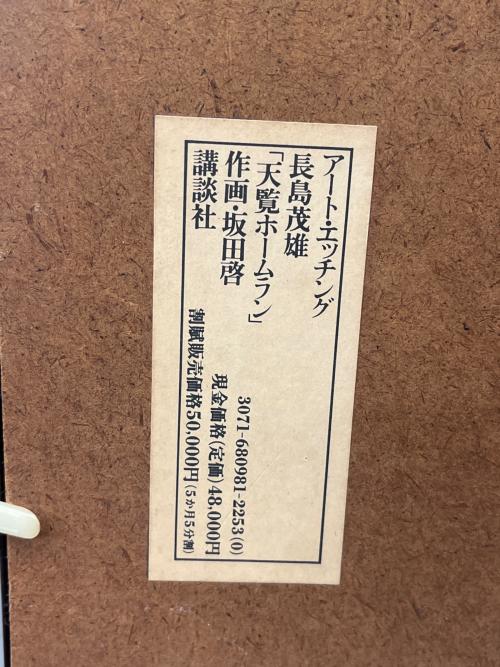 アート・エッチング
長島茂雄
「天覧ホームラン」
作画・坂田啓
講談社
3071-680981-2253(0)
現金価格(定価)48,000円
割賦販売価格50,000円(5か月5分割)